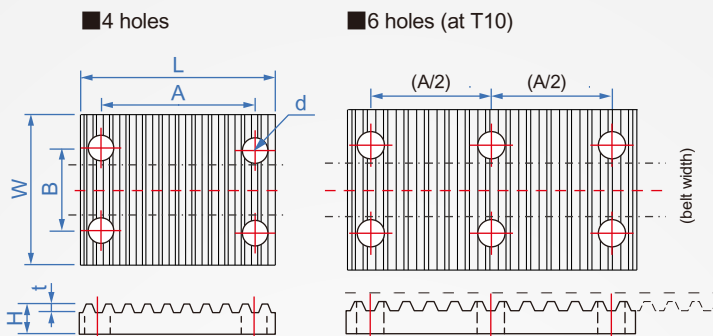 ■4 holes
■6 holes (at T10)
L
A
d
(A/2)
(A/2)
W
B
(belt width)
t
H